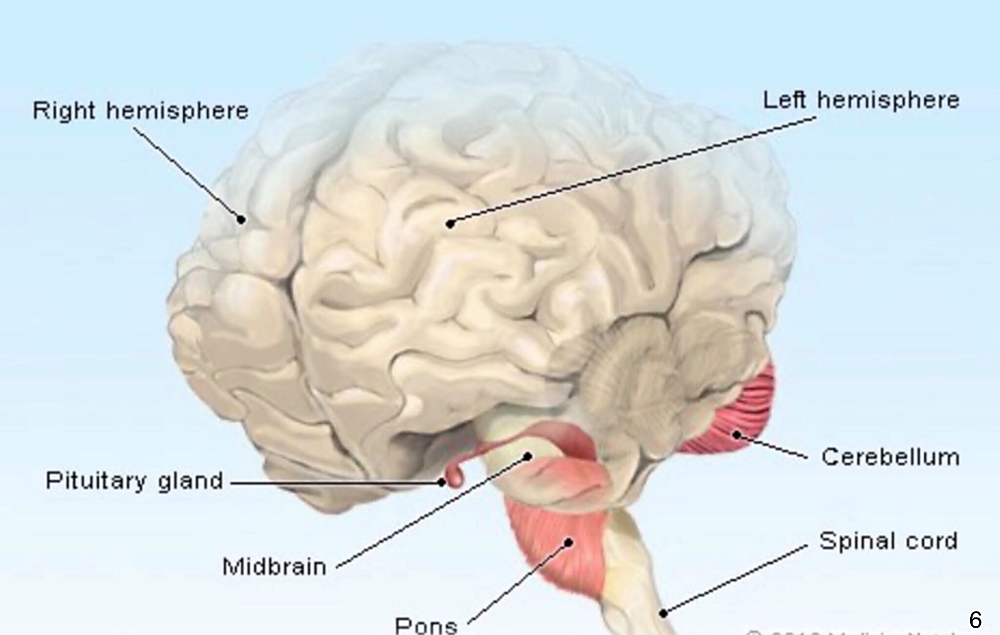 Right hemisphere
Left hemisphere
Pituitary gland
Cerebellum
Midbrain
Spinal cord
Pons
6